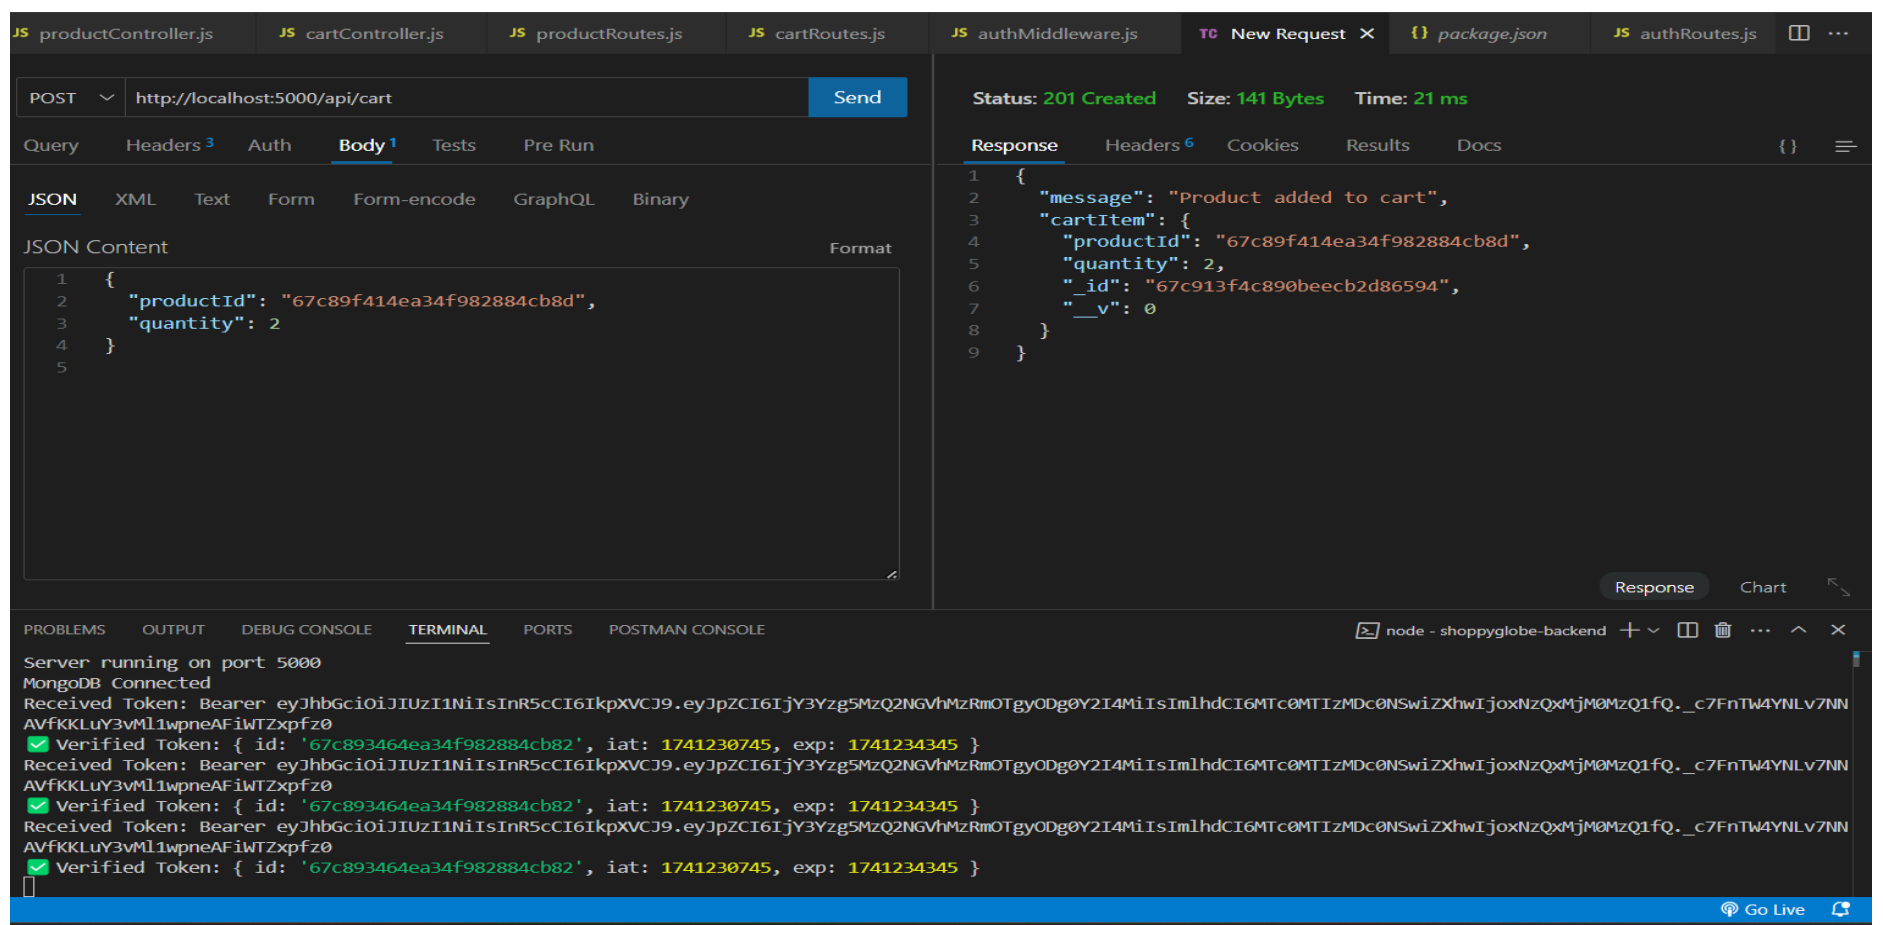 JS productController.js JS cartController.js JS productRoutes.js JS cartRoutes.js JS authMiddleware.js TC New Request {} package.json JS authRoutes.js
POST http://localhost:5000/api/cart Send
Query Headers 3 Auth Body 1 Tests Pre Run
JSON XML Text Form Form-encode GraphQL Binary
JSON Content Format
1 {
2 "productId": "67c89f414ea34f982884cb8d",
3 "quantity": 2
4 }
5
Status: 201 Created Size: 141 Bytes Time: 21 ms
Response Headers 6 Cookies Results Docs {}
1 {
2 "message": "Product added to cart",
3 "cartItem": {
4 "productId": "67c89f414ea34f982884cb8d",
5 "quantity": 2,
6 "_id": "67c913f4c890beecb2d86594",
7 "__v": 0
8 }
9 }
Response Chart
PROBLEMS OUTPUT DEBUG CONSOLE TERMINAL PORTS POSTMAN CONSOLE node - shoppyglobe-backend
Server running on port 5000
MongoDB Connected
Received Token: Bearer eyJhbGciOiJIUzI1NiIsInR5cCI6IkpXVCJ9.eyJpZCI6IjY3Yzg5MzQ2NGVhMzRmOTgyODg0Y2I4MiIsImlhdCI6MTc0MTIzMDc0NSwiZXhwIjoxNzQxMjM0MzQ1fQ._c7FnTW4YNLv7NN
AVfKKLuY3vMl1wpneAFiWTZxpfz0
✅ Verified Token: { id: '67c893464ea34f982884cb82', iat: 1741230745, exp: 1741234345 }
Received Token: Bearer eyJhbGciOiJIUzI1NiIsInR5cCI6IkpXVCJ9.eyJpZCI6IjY3Yzg5MzQ2NGVhMzRmOTgyODg0Y2I4MiIsImlhdCI6MTc0MTIzMDc0NSwiZXhwIjoxNzQxMjM0MzQ1fQ._c7FnTW4YNLv7NN
AVfKKLuY3vMl1wpneAFiWTZxpfz0
✅ Verified Token: { id: '67c893464ea34f982884cb82', iat: 1741230745, exp: 1741234345 }
Received Token: Bearer eyJhbGciOiJIUzI1NiIsInR5cCI6IkpXVCJ9.eyJpZCI6IjY3Yzg5MzQ2NGVhMzRmOTgyODg0Y2I4MiIsImlhdCI6MTc0MTIzMDc0NSwiZXhwIjoxNzQxMjM0MzQ1fQ._c7FnTW4YNLv7NN
AVfKKLuY3vMl1wpneAFiWTZxpfz0
✅ Verified Token: { id: '67c893464ea34f982884cb82', iat: 1741230745, exp: 1741234345 }
Go Live